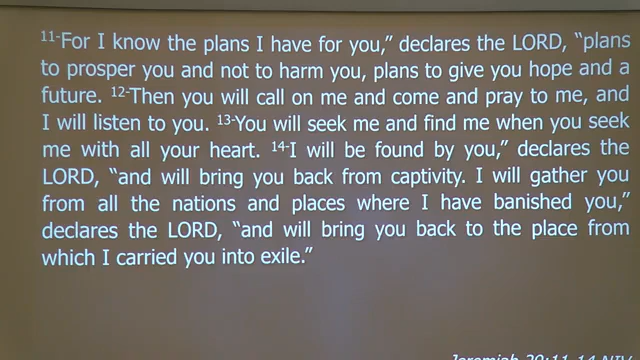 11-For I know the plans I have for you,” declares the LORD, “plans
to prosper you and not to harm you, plans to give you hope and a
future. 12-Then you will call on me and come and pray to me, and
I will listen to you. 13-You will seek me and find me when you seek
me with all your heart. 14-I will be found by you,” declares the
LORD, “and will bring you back from captivity. I will gather you
from all the nations and places where I have banished you,”
declares the LORD, “and will bring you back to the place from
which I carried you into exile.”
Jeremiah 29:11-14 NIV